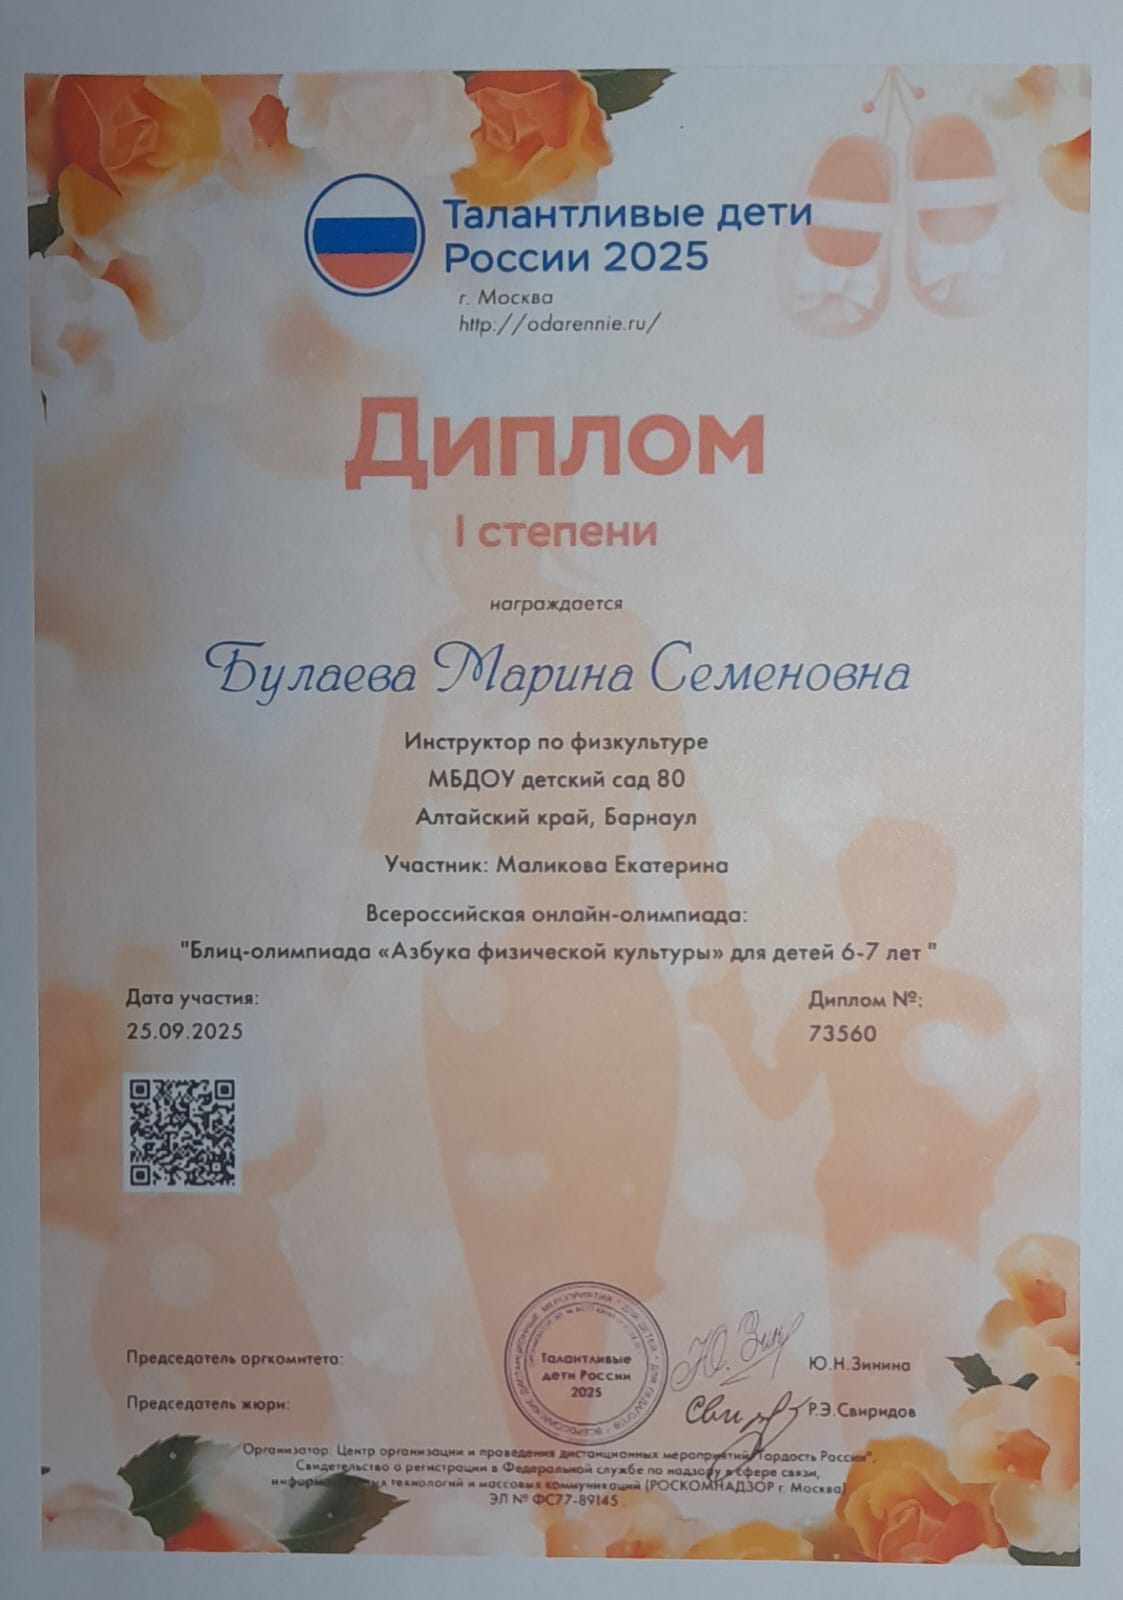 Талантливые дети
России 2025
г. Москва
http://odarennie.ru/
Диплом
I степени
награждается
Булаева Марина Семеновна
Инструктор по физкультуре
МБДОУ детский сад 80
Алтайский край, Барнаул
Участник: Маликова Екатерина
Всероссийская онлайн-олимпиада:
"Блиц-олимпиада «Азбука физической культуры» для детей 6-7 лет "
Дата участия:
25.09.2025
Диплом №:
73560
Талантливые
дети России
2025
Председатель оргкомитета:
Ю.Н.Зинина
Председатель жюри:
Р.Э.Свиридов
Организатор: Центр организации и проведения дистанционных мероприятий "Гордость России",
Свидетельство о регистрации в Федеральной службе по надзору в сфере связи,
информационных технологий и массовых коммуникаций (РОСКОМНАДЗОР г. Москва)
ЭЛ № ФС77-89145